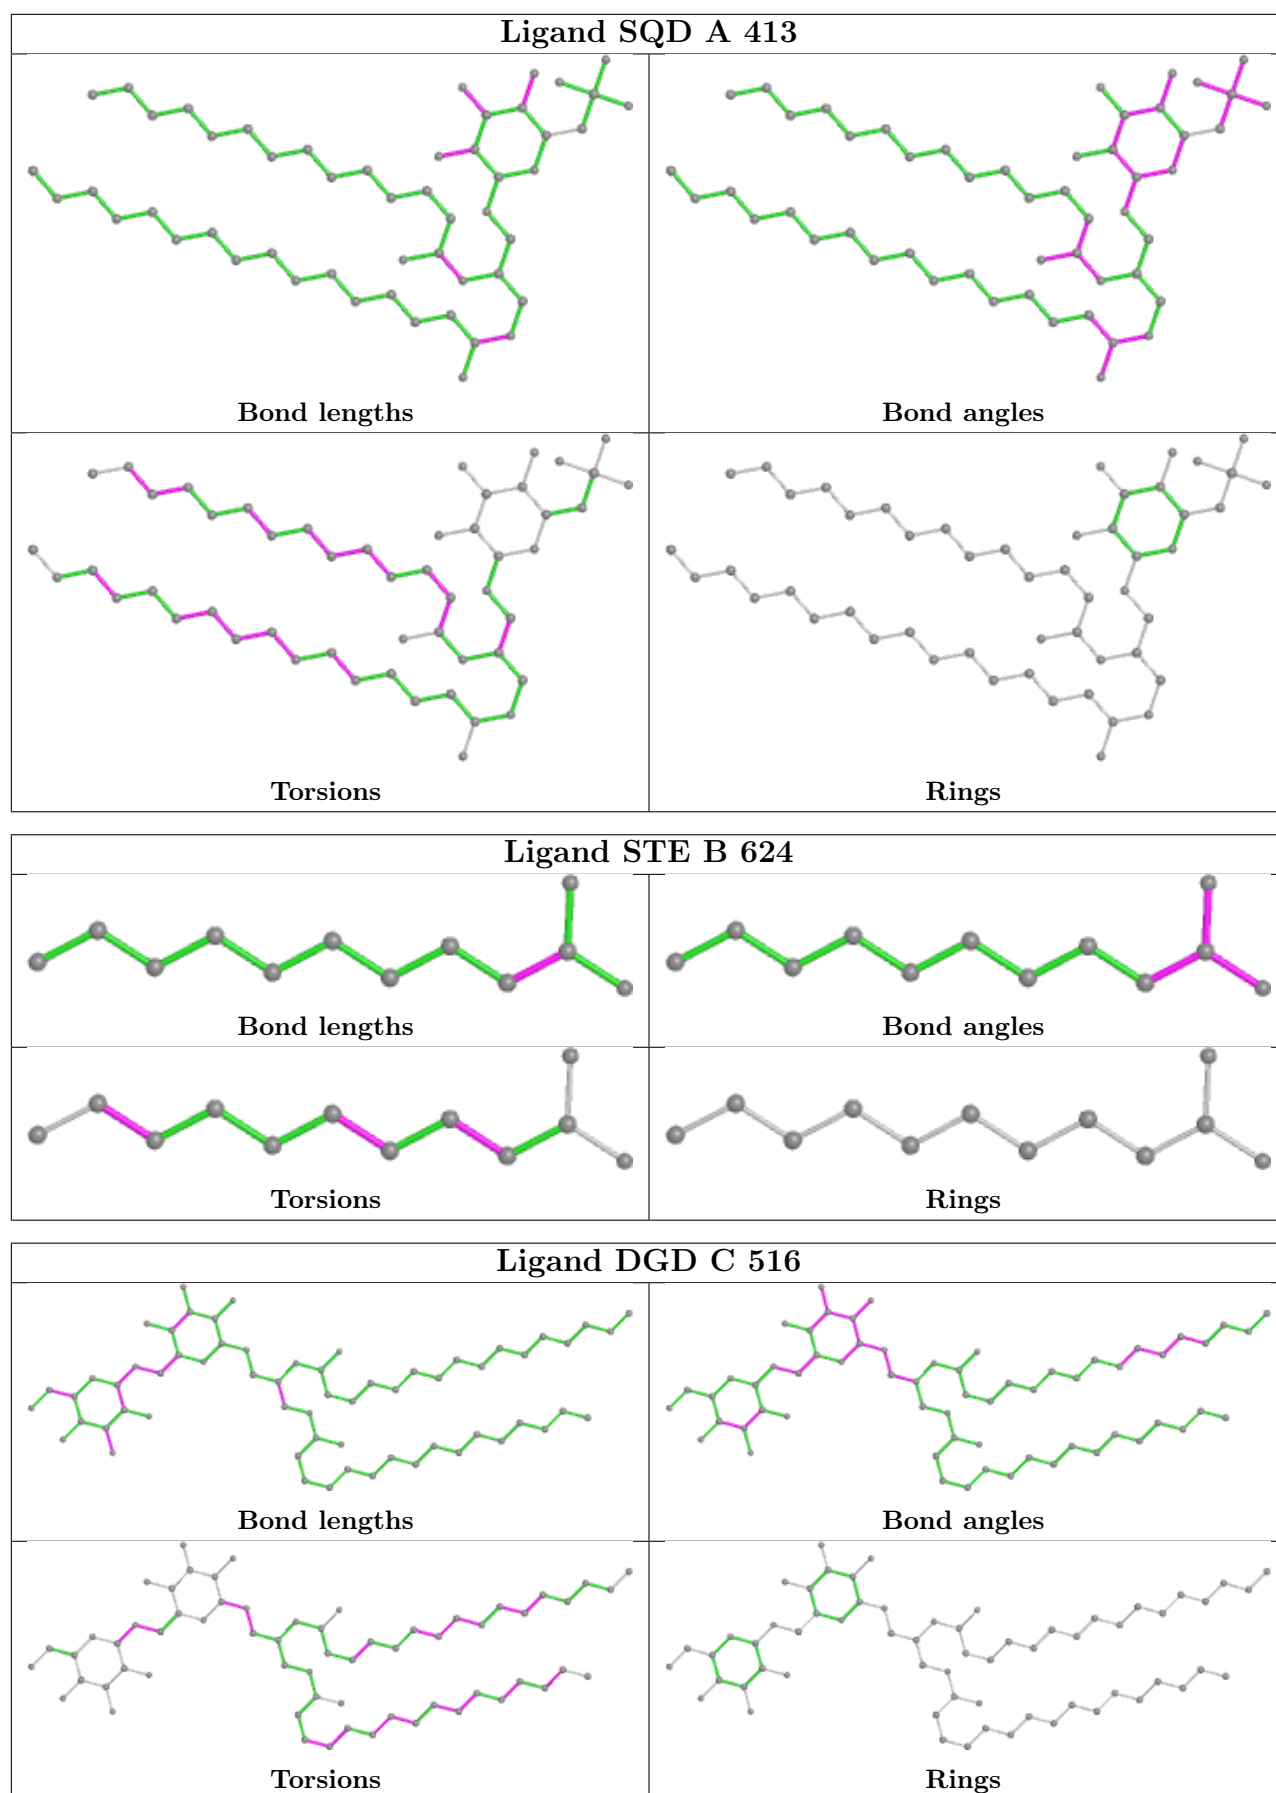 Ligand SQD A 413
Bond lengths
Bond angles
Torsions
Rings
Ligand STE B 624
Bond lengths
Bond angles
Torsions
Rings
Ligand DGD C 516
Bond lengths
Bond angles
Torsions
Rings